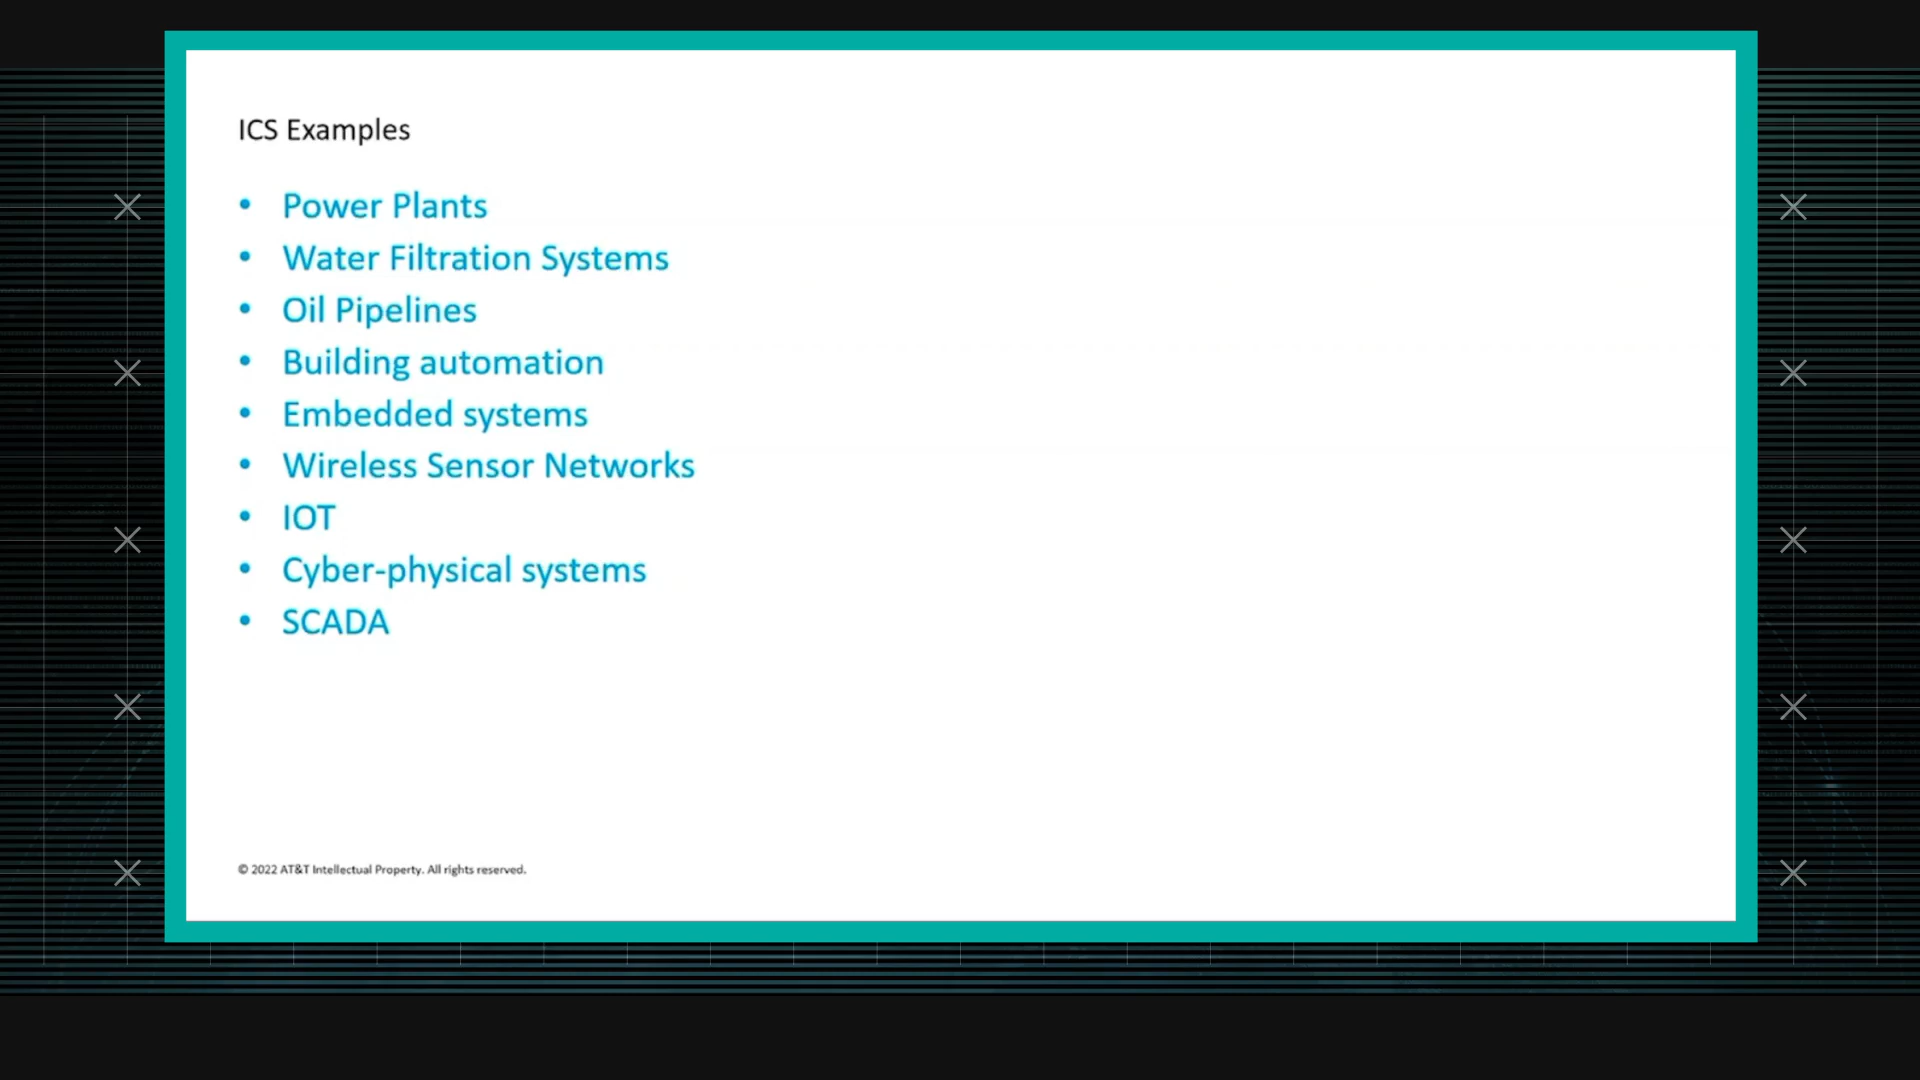 ICS Examples
• Power Plants
• Water Filtration Systems
• Oil Pipelines
• Building automation
• Embedded systems
• Wireless Sensor Networks
• IOT
• Cyber-physical systems
• SCADA
© 2022 AT&T Intellectual Property. All rights reserved.